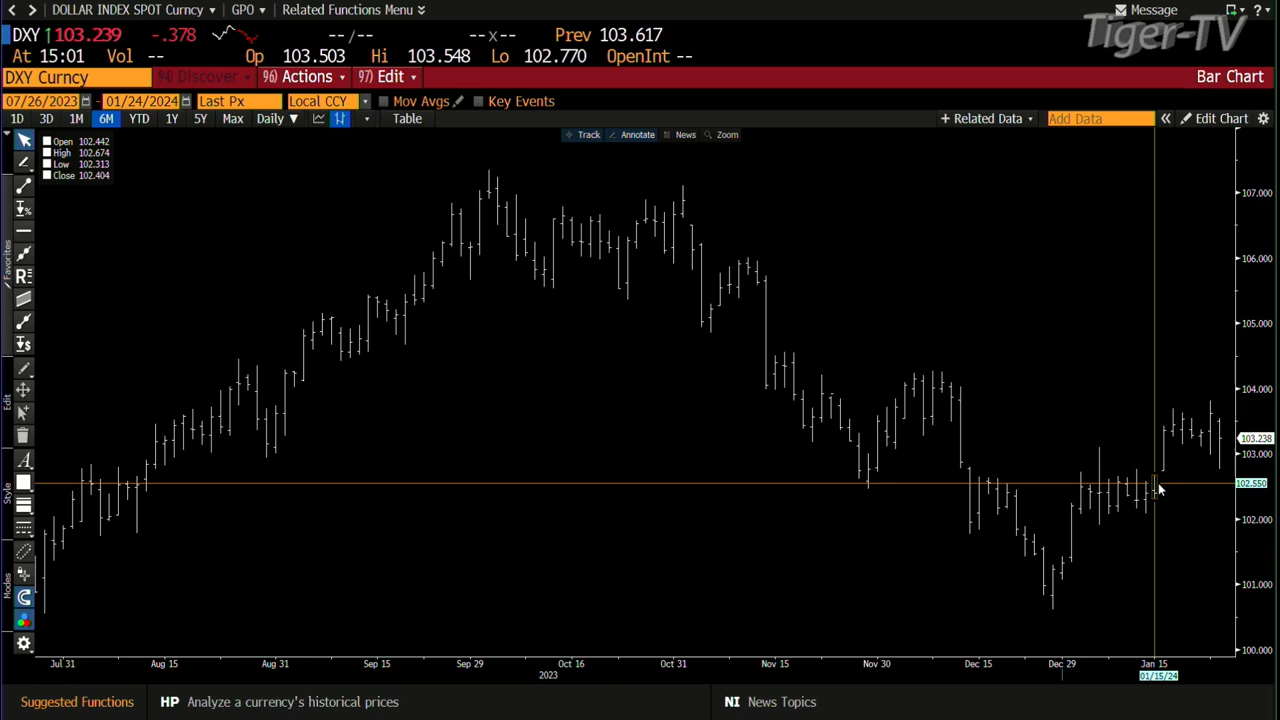 DOLLAR INDEX SPOT Curncy GPO Related Functions Menu Message ?
DXY ↑103.239 -.378 --/-- --x-- Prev 103.617
At 15:01 Vol -- Op 103.503 Hi 103.548 Lo 102.770 OpenInt --
Tiger-TV
DXY Curncy 94) Discover 96) Actions 97) Edit Bar Chart
07/26/2023 - 01/24/2024 Last Px Local CCY Mov Avgs Key Events
1D 3D 1M 6M YTD 1Y 5Y Max Daily ▼ Table + Related Data Add Data « Edit Chart
Track Annotate News Zoom
Open 102.442
High 102.674
Low 102.313
Close 102.404
Favorites
Edit
Style
Modes
107.000
106.000
105.000
104.000
103.238
103.000
102.550
102.000
101.000
100.000
Jul 31 Aug 15 Aug 31 Sep 15 Sep 29 Oct 16 Oct 31 Nov 15 Nov 30 Dec 15 Dec 29 Jan 15
2023 01/15/24
Suggested Functions HP Analyze a currency's historical prices NI News Topics